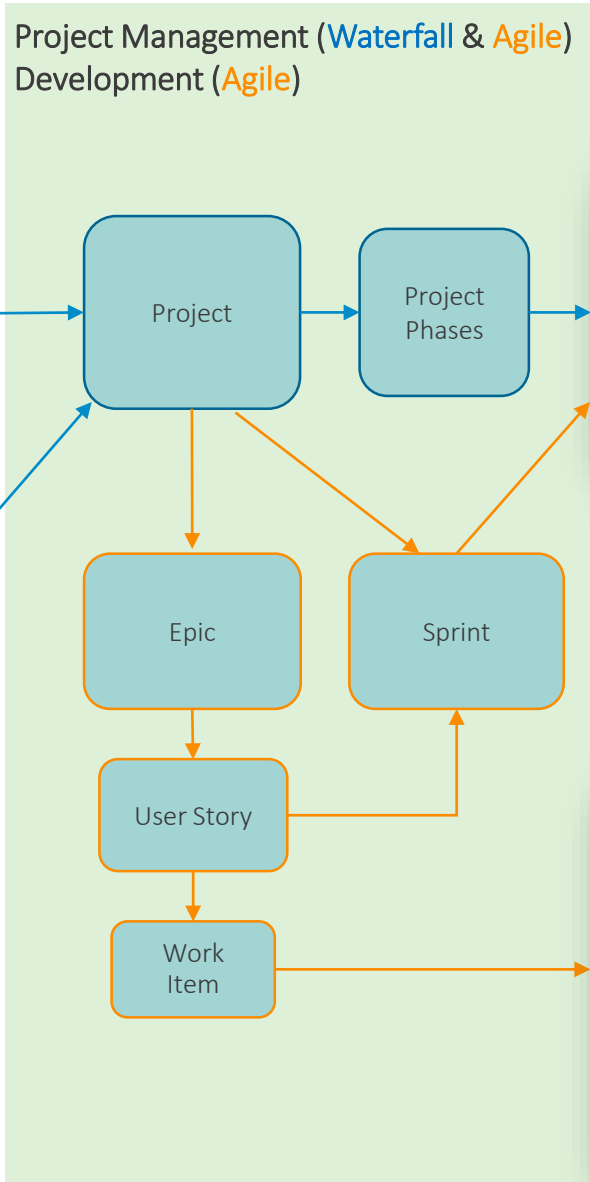 Project Management (Waterfall & Agile)
Development (Agile)
Project
Project
Phases
Epic
Sprint
User Story
Work
Item